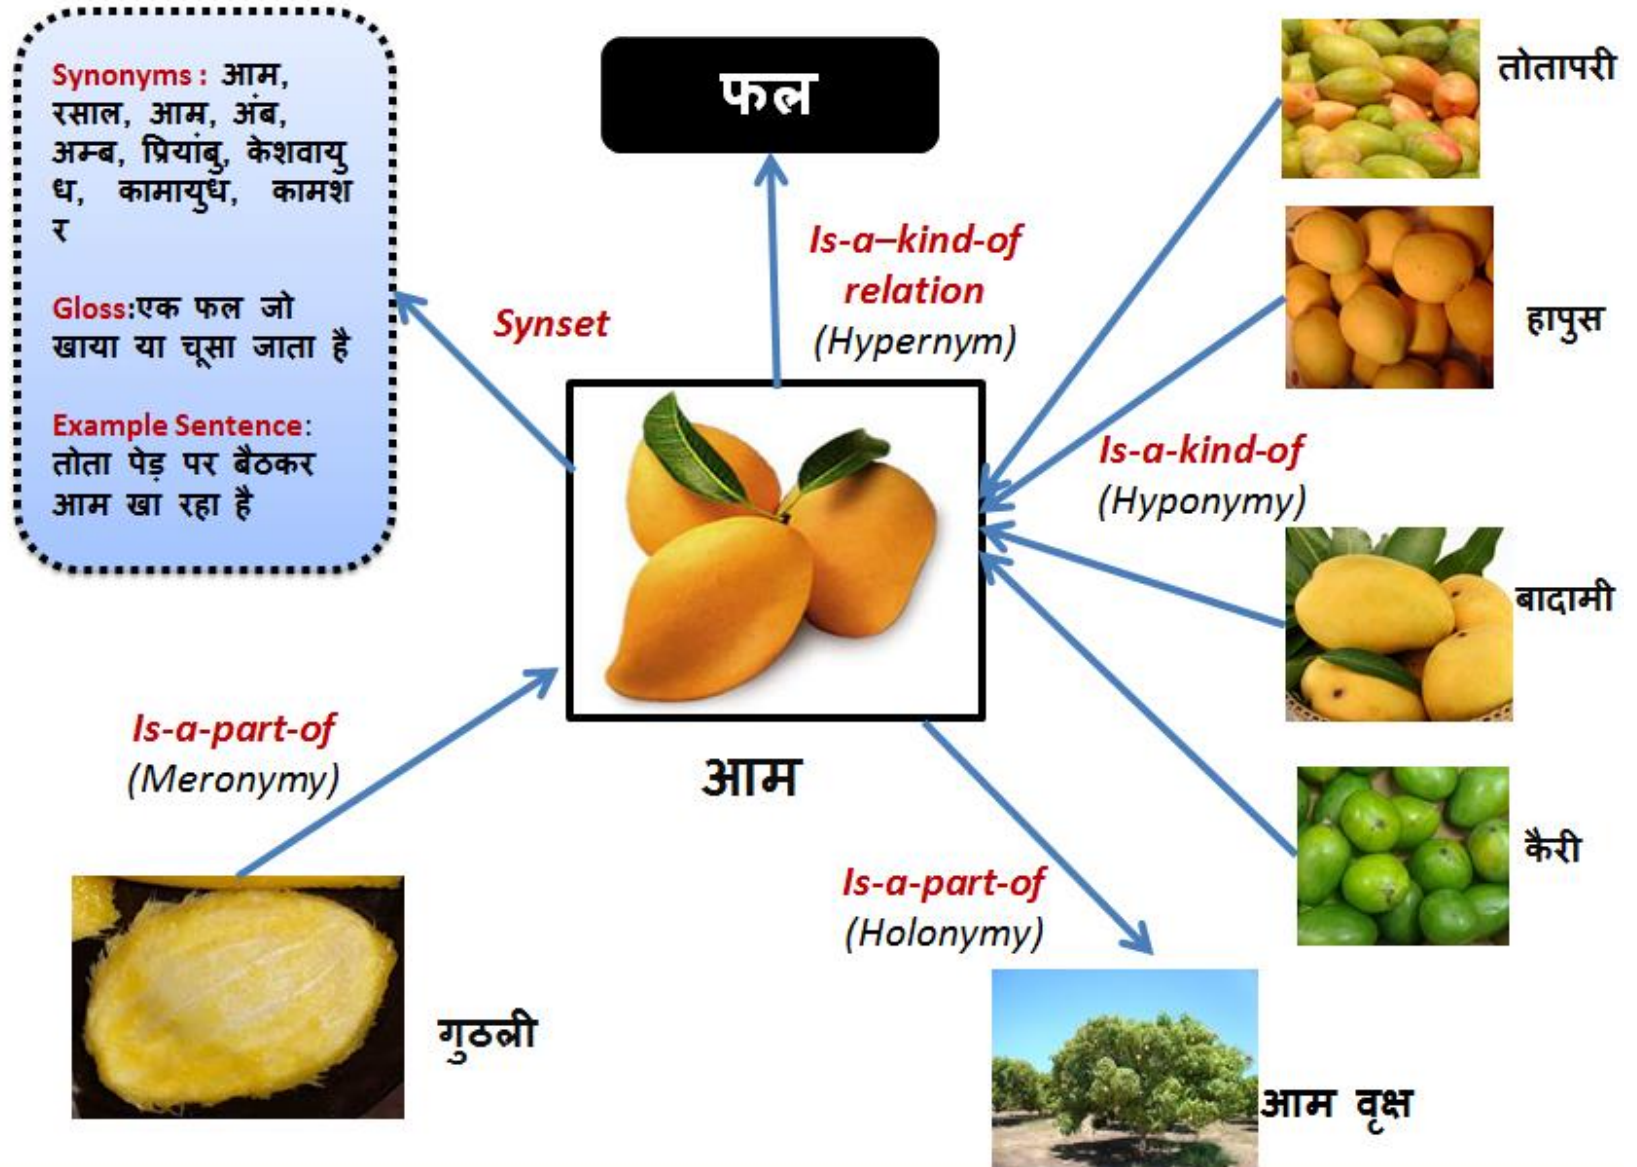 Synonyms : आम,
रसाल, आम्र, अंब,
अम्ब, प्रियांबु, केशवायु
ध, कामायुध, कामश
र
Gloss:एक फल जो
खाया या चूसा जाता है
Example Sentence:
तोता पेड़ पर बैठकर
आम खा रहा है
फल
Synset
Is-a–kind-of
relation
(Hypernym)
तोतापरी
हापुस
Is-a-kind-of
(Hyponymy)
बादामी
कैरी
आम
Is-a-part-of
(Meronymy)
गुठली
Is-a-part-of
(Holonymy)
आम वृक्ष